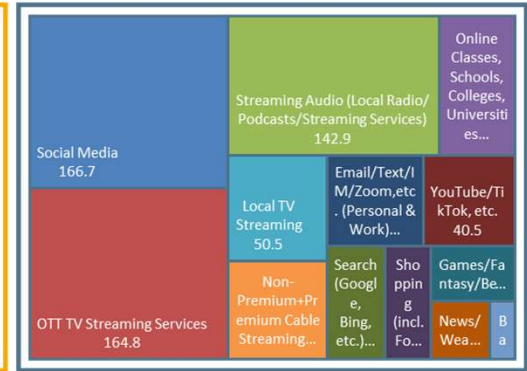 Social Media
166.7
OTT TV Streaming Services
164.8
Streaming Audio (Local Radio/
Podcasts/Streaming Services)
142.9
Online
Classes,
Schools,
Colleges,
Universiti
es...
Local TV
Streaming
50.5
Email/Text/I
M/Zoom,etc
. (Personal &
Work)...
YouTube/Ti
kTok, etc.
40.5
Non-
Premium+Pr
emium Cable
Streaming...
Search
(Googl
e,
Bing,
etc.)...
Sho
ppin
g
(incl.
Fo...
Games/Fa
ntasy/Be...
News/
Wea...
B
a